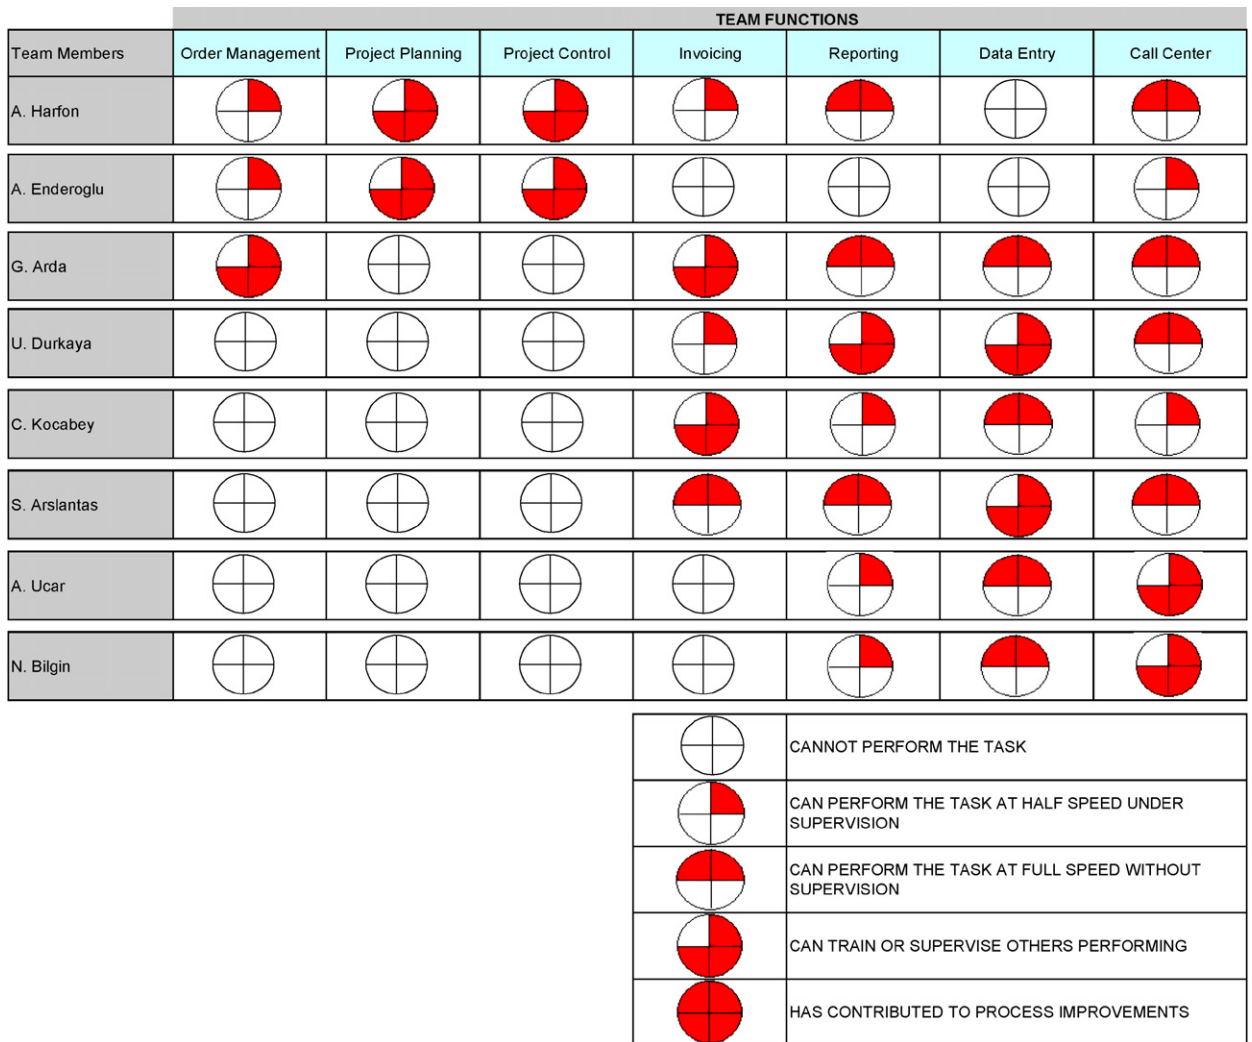 TEAM FUNCTIONS
Team Members Order Management Project Planning Project Control Invoicing Reporting Data Entry Call Center
A. Harfon
A. Enderoglu
G. Arda
U. Durkaya
C. Kocabey
S. Arslantas
A. Ucar
N. Bilgin
CANNOT PERFORM THE TASK
CAN PERFORM THE TASK AT HALF SPEED UNDER
SUPERVISION
CAN PERFORM THE TASK AT FULL SPEED WITHOUT
SUPERVISION
CAN TRAIN OR SUPERVISE OTHERS PERFORMING
HAS CONTRIBUTED TO PROCESS IMPROVEMENTS